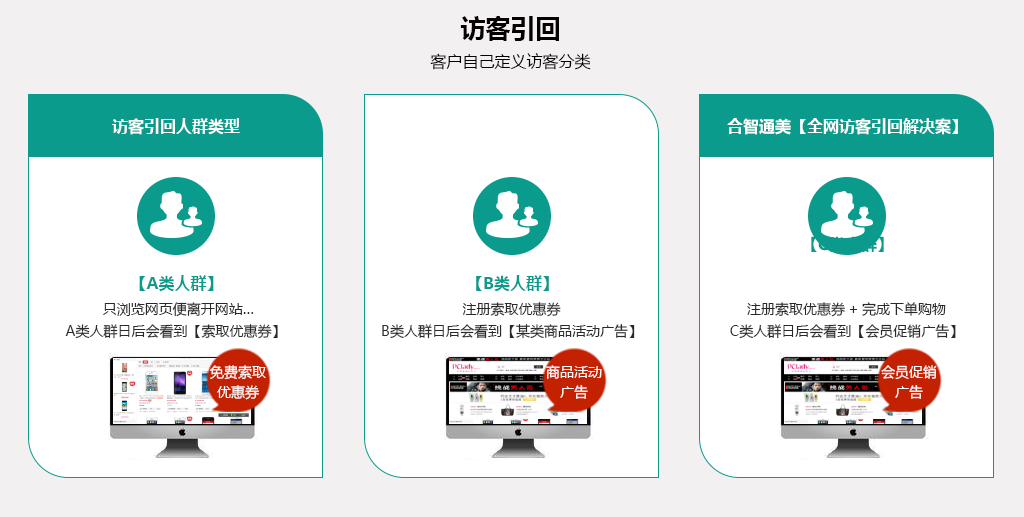 访客引回
客户自己定义访客分类
访客引回人群类型
【A类人群】
只浏览网页便离开网站...
A类人群日后会看到【索取优惠券】
免费索取
优惠券
【B类人群】
注册索取优惠券
B类人群日后会看到【某类商品活动广告】
PClady
挑战
商品活动
广告
合智通美【全网访客引回解决案】
注册索取优惠券 + 完成下单购物
C类人群日后会看到【会员促销广告】
PClady
挑战
会员促销
广告